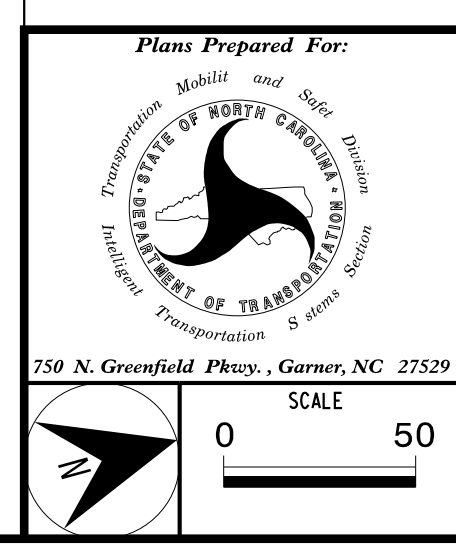 Plans Prepared For:
Transportation Mobilit and Safet Division
STATE OF NORTH CAROLINA
DEPARTMENT OF TRANSPORTATION
Intelligent Transportation S stems Section
750 N. Greenfield Pkwy. , Garner, NC 27529
N
SCALE
0 50